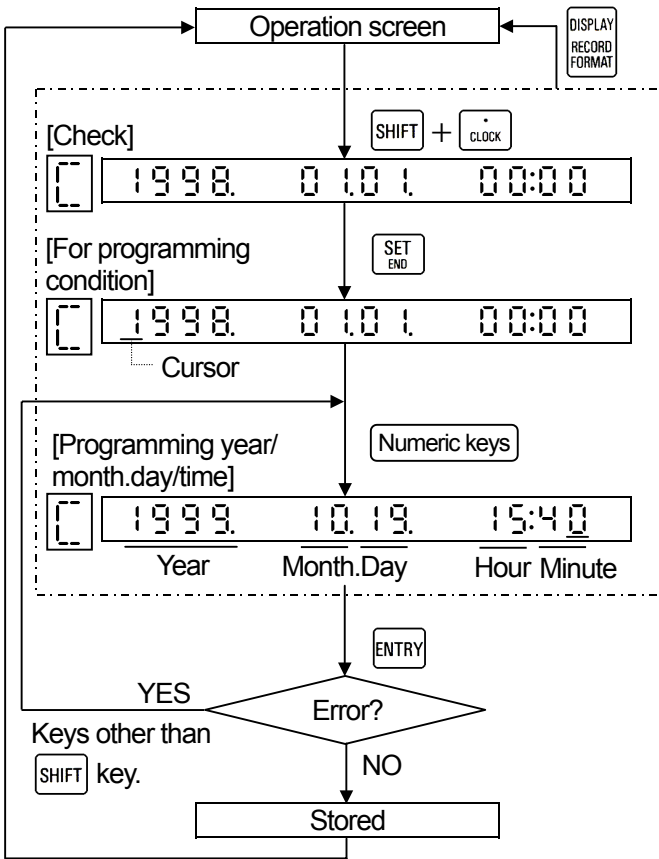 Operation screen
DISPLAY
RECORD
FORMAT
[Check]
SHIFT + CLOCK
C 1998. 01.01. 00:00
[For programming
condition]
SET
END
C 1998. 01.01. 00:00
Cursor
[Programming year/
month.day/time]
Numeric keys
C 1999. 10.19. 15:40
Year Month.Day Hour Minute
ENTRY
YES
Error?
Keys other than
SHIFT key.
NO
Stored